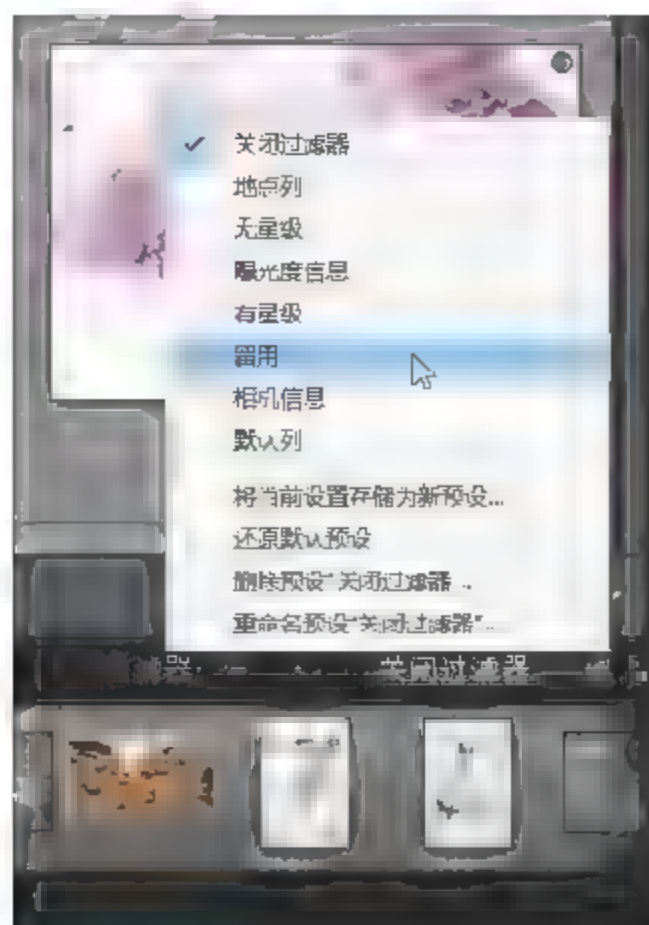 关闭过滤器
地点列
无星级
曝光度信息
有星级
留用
相机信息
默认列
将当前设置存储为新预设...
还原默认预设
删除预设"关闭过滤器"...
重命名预设"关闭过滤器"...
滤器: 关闭过滤器